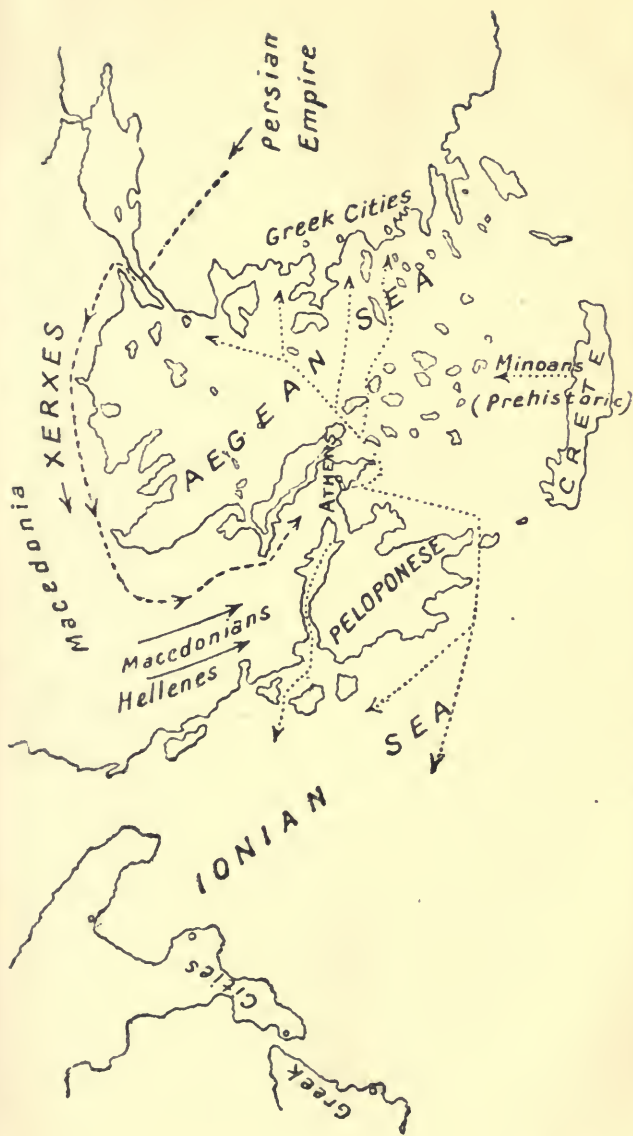 Persian
Empire
Greek Cities
XERXES
Macedonia
AEGEAN SEA
ATHENS
Minoans
(Prehistoric)
CRETE
Macedonians
Hellenes
PELOPONESE
IONIAN SEA
Greek Cities